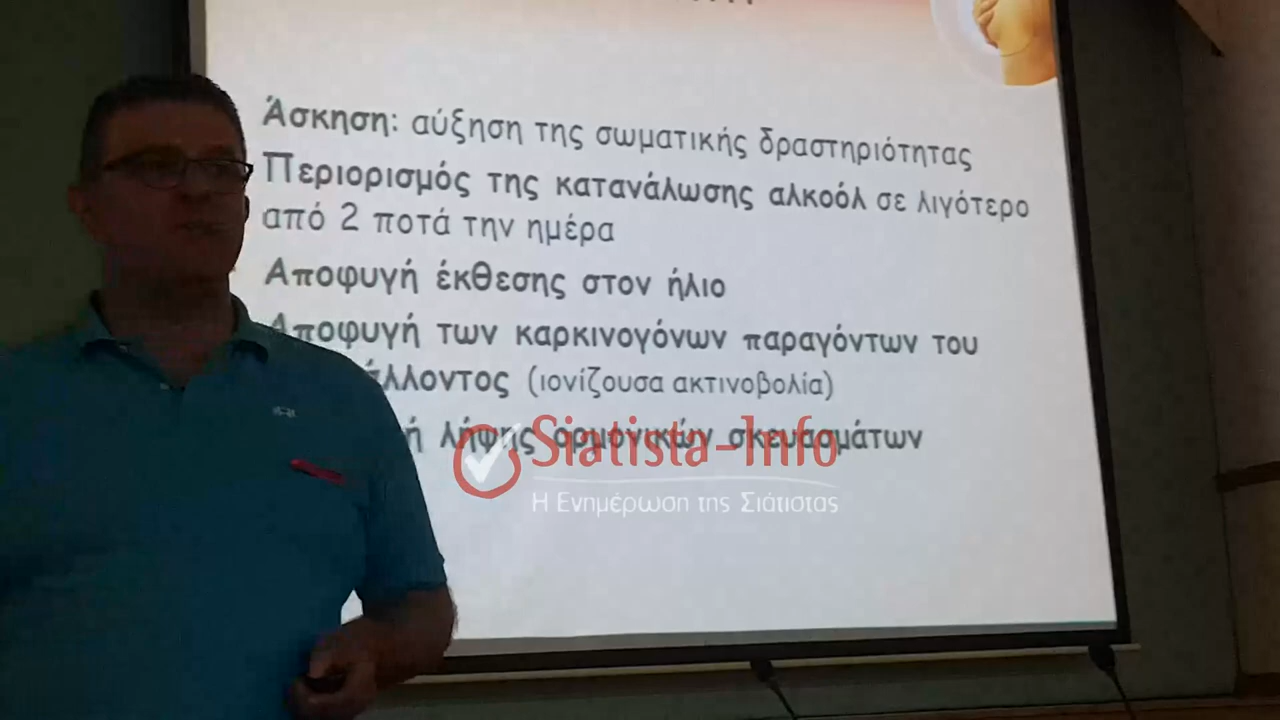 Άσκηση: αύξηση της σωματικής δραστηριότητας
Περιορισμός της κατανάλωσης αλκοόλ σε λιγότερο
από 2 ποτά την ημέρα
Αποφυγή έκθεσης στον ήλιο
Αποφυγή των καρκινογόνων παραγόντων του
άλλοντος (ιονίζουσα ακτινοβολία)
ή λήψης ορμονικών σκευασμάτων
Siatista-Info
Η Ενημέρωση της Σιάτιστας